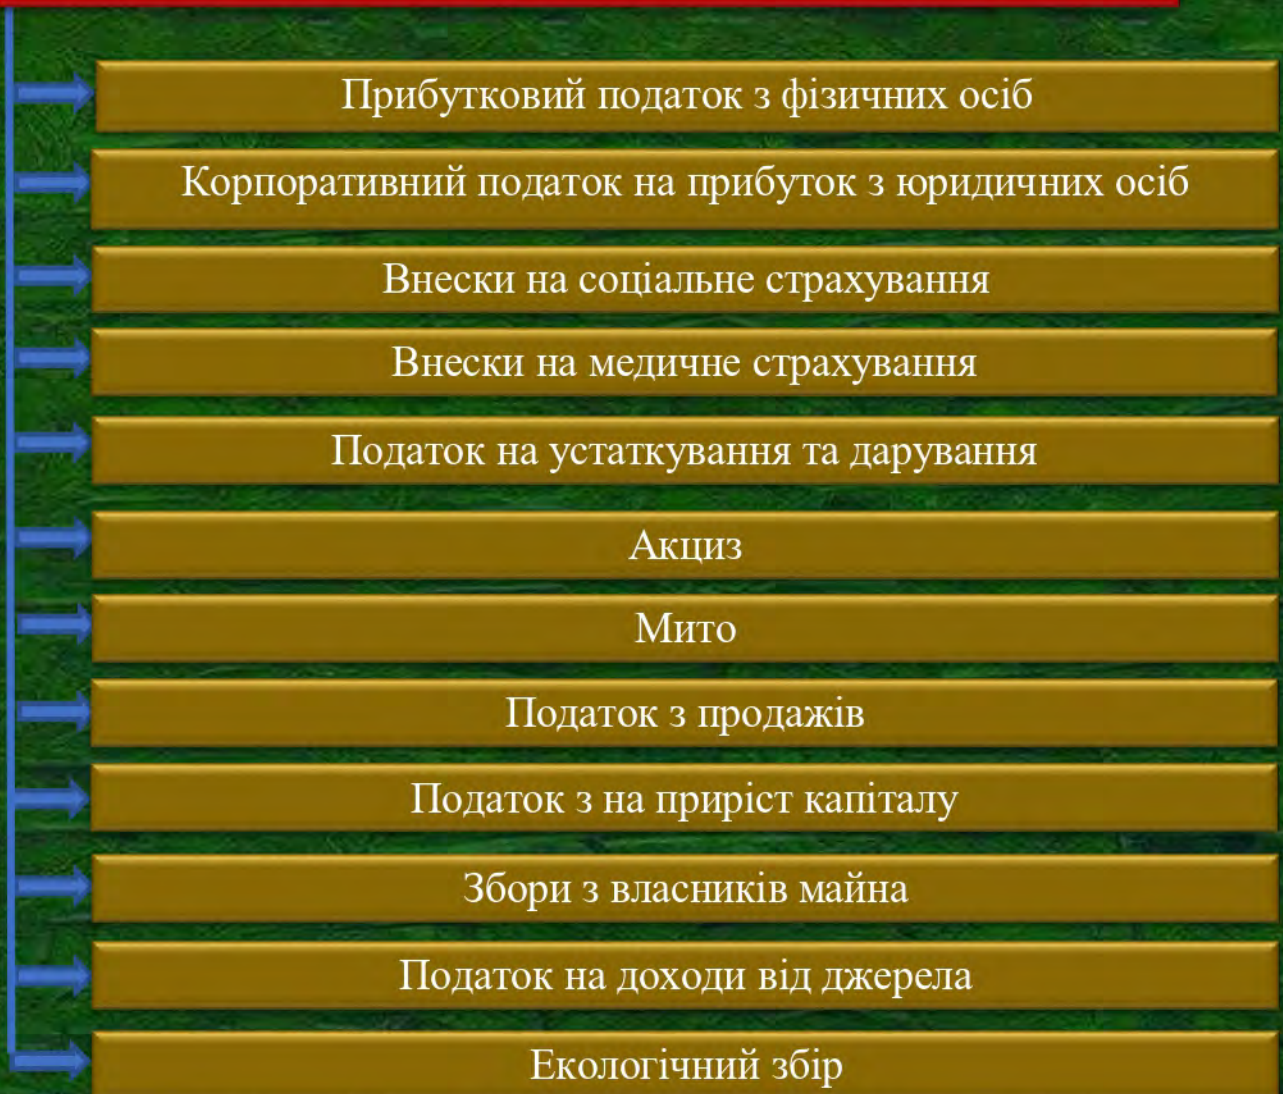 Прибутковий податок з фізичних осіб
Корпоративний податок на прибуток з юридичних осіб
Внески на соціальне страхування
Внески на медичне страхування
Податок на устаткування та дарування
Акциз
Мито
Податок з продажів
Податок з на приріст капіталу
Збори з власників майна
Податок на доходи від джерела
Екологічний збір